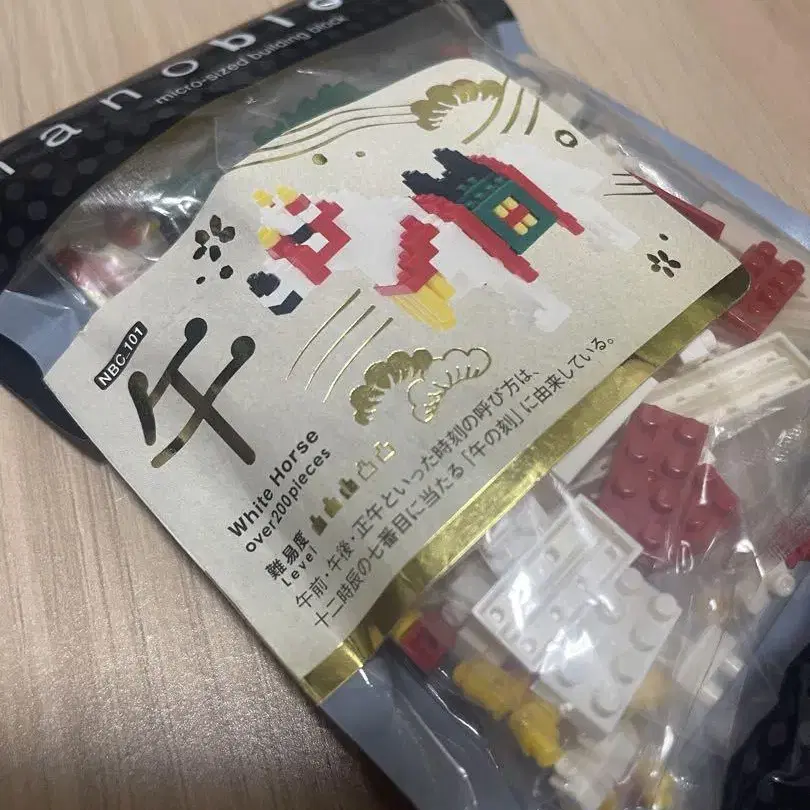 nanoblo
micro-sized building block
NBC_101
午
White Horse
over200pieces
難易度
Level
午前・午後・正午といった時刻の呼び方は、
十二時辰の七番目に当たる「午の刻」に由来している。